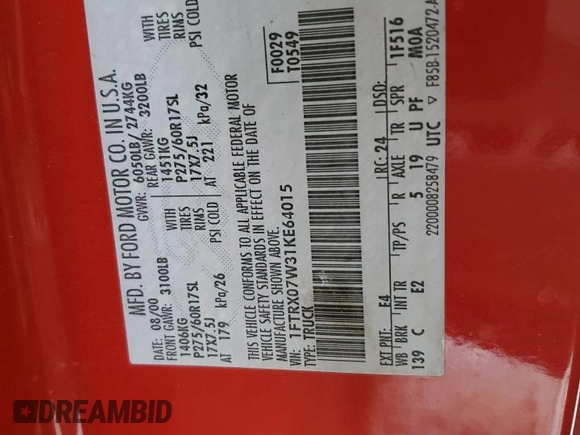 MFD. BY FORD MOTOR CO. IN U.S.A.
DATE: 08/00 GVWR: 6050LB/ 2744KG
FRONT GAWR: 3100LB REAR GAWR: 3200LB
1406KG WITH 1451KG WITH
P275/60R17SL TIRES P275/60R17SL TIRES
17X7.5J RIMS 17X7.5J RIMS
AT 179 kPa/26 PSI COLD AT 221 kPa/32 PSI COLD
THIS VEHICLE CONFORMS TO ALL APPLICABLE FEDERAL MOTOR
VEHICLE SAFETY STANDARDS IN EFFECT ON THE DATE OF
MANUFACTURE SHOWN ABOVE.
VIN: 1FTRX07W31KE64015 F0029
TYPE: TRUCK T0549
EXT PNT: E4 RC: 24 DSO:
WB BRK INT TR TP/PS R AXLE TR SPR 1F516
139 C E2 5 19 U PF MOA
2200008258479 UTC ▽ F85B-1520472-A
DREAMBID